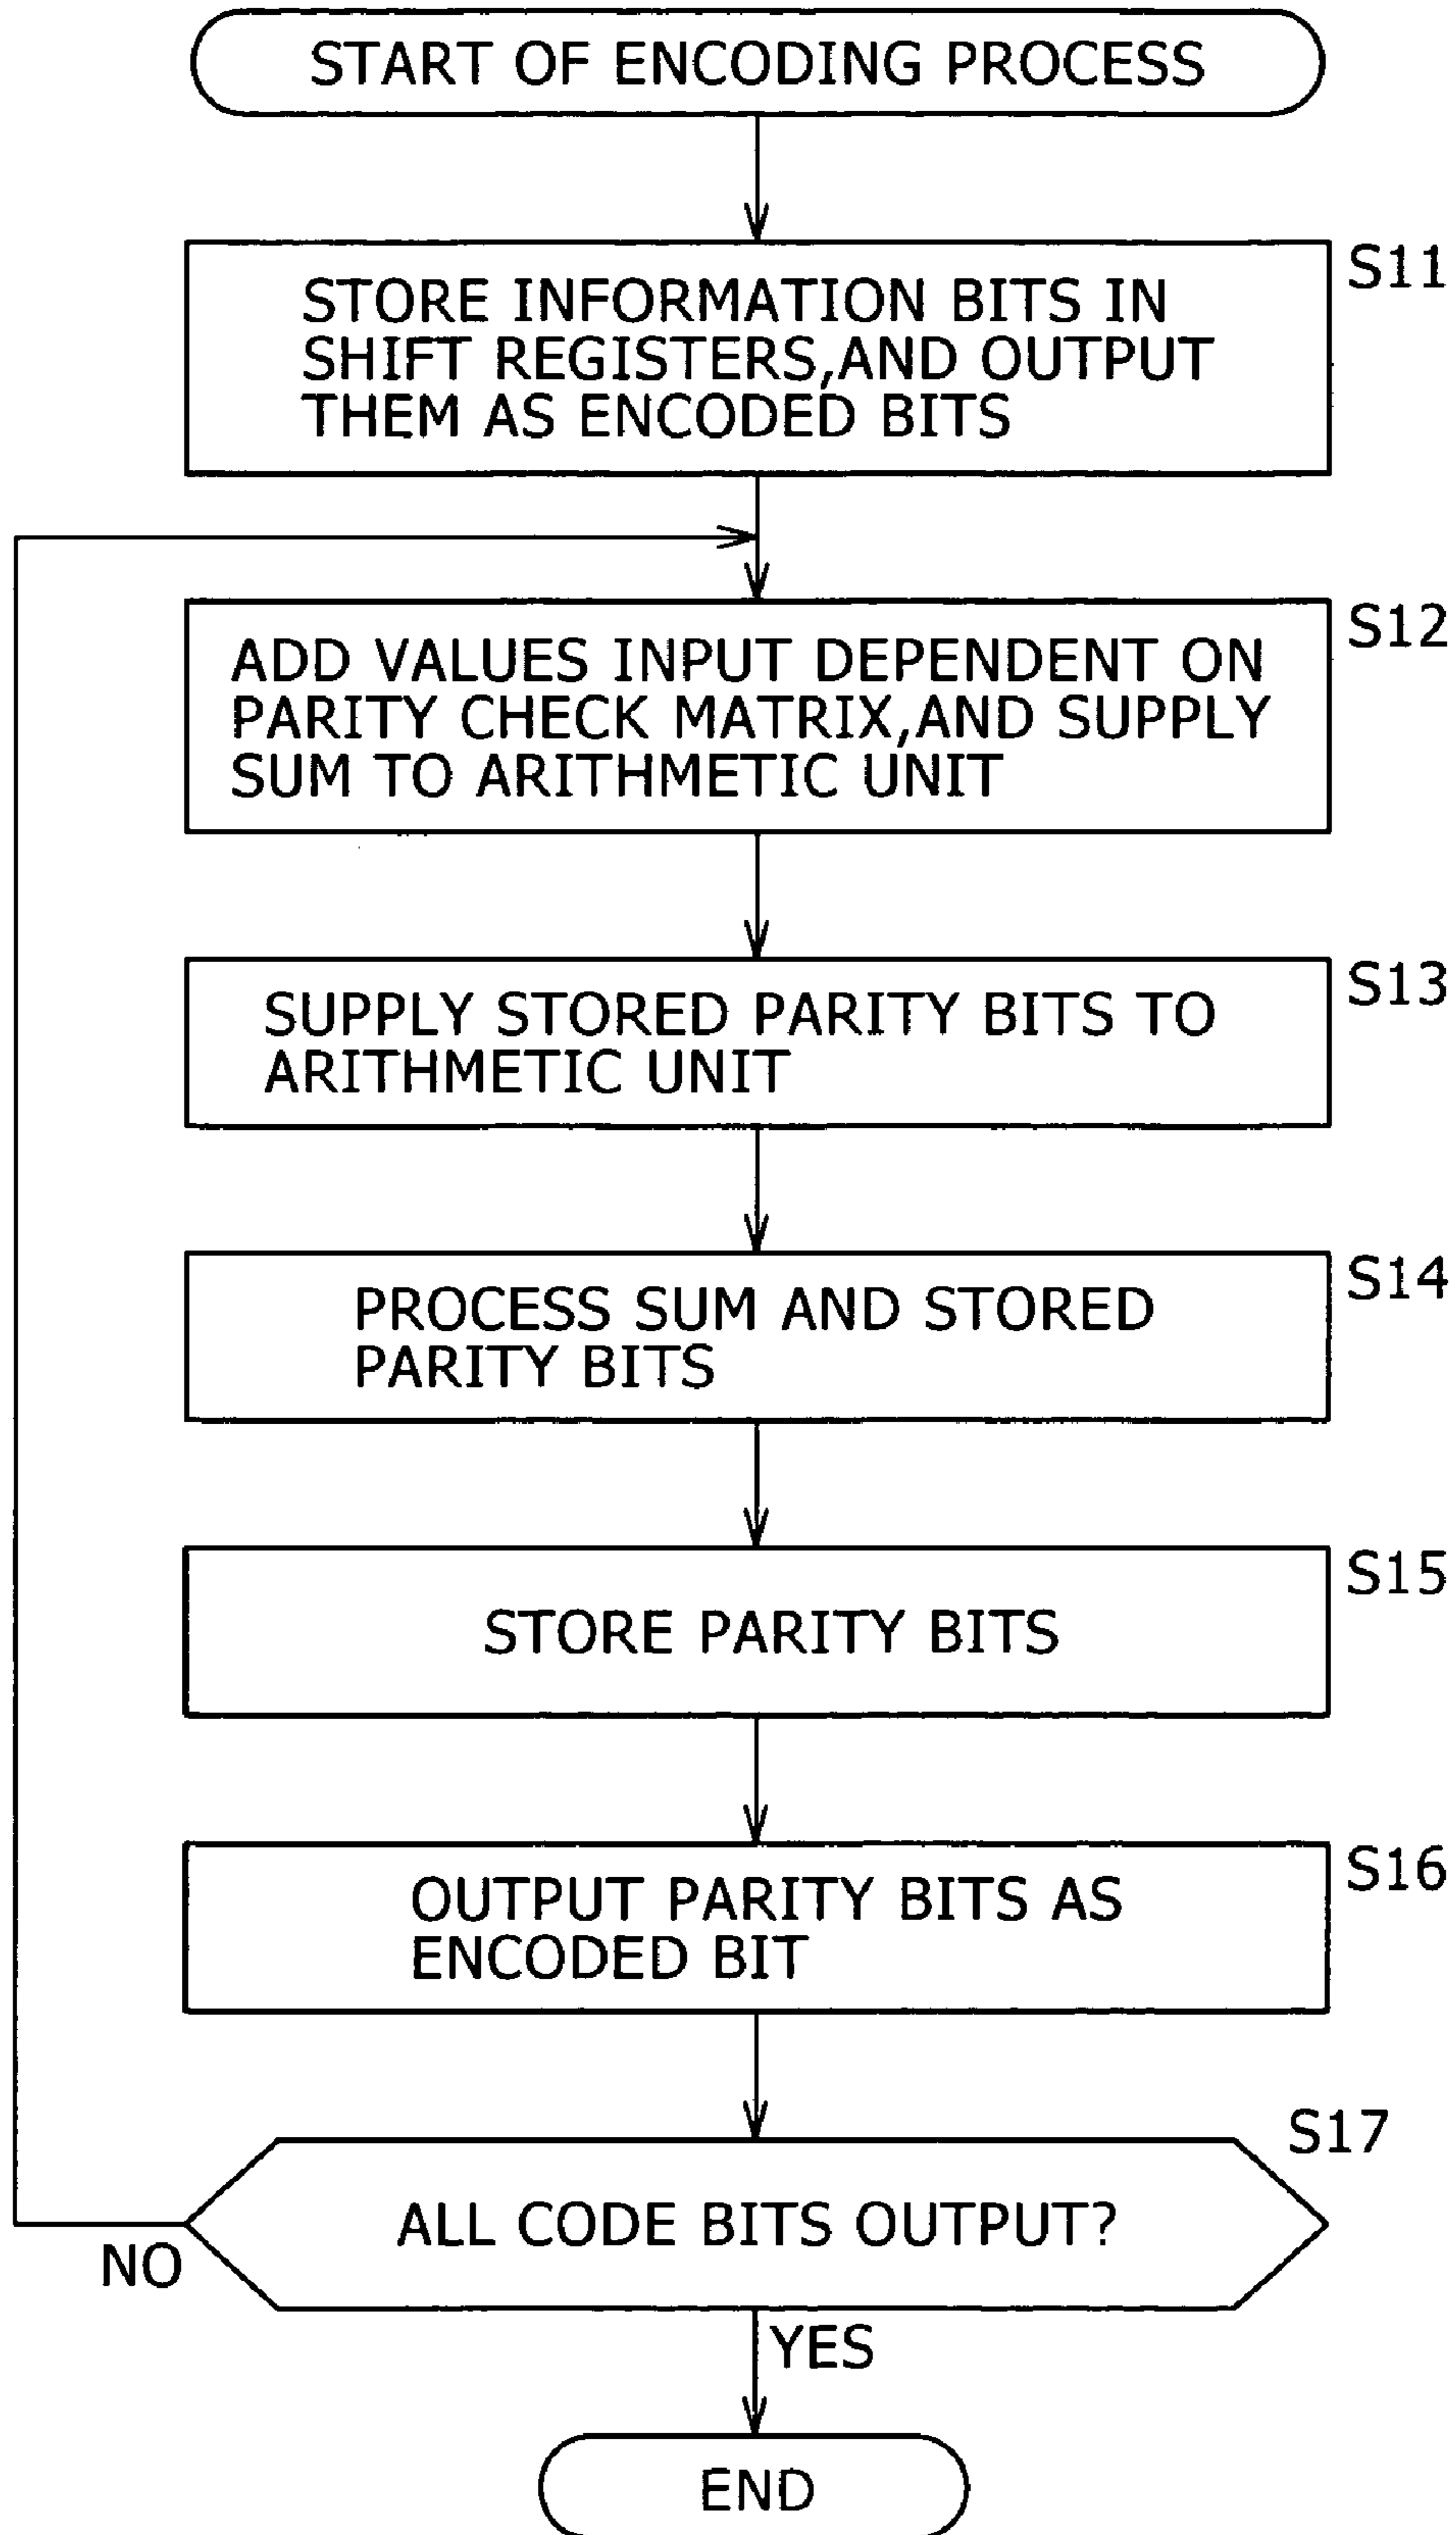 START OF ENCODING PROCESS
S11
STORE INFORMATION BITS IN
SHIFT REGISTERS,AND OUTPUT
THEM AS ENCODED BITS
S12
ADD VALUES INPUT DEPENDENT ON
PARITY CHECK MATRIX,AND SUPPLY
SUM TO ARITHMETIC UNIT
S13
SUPPLY STORED PARITY BITS TO
ARITHMETIC UNIT
S14
PROCESS SUM AND STORED
PARITY BITS
S15
STORE PARITY BITS
S16
OUTPUT PARITY BITS AS
ENCODED BIT
S17
ALL CODE BITS OUTPUT?
NO
YES
END